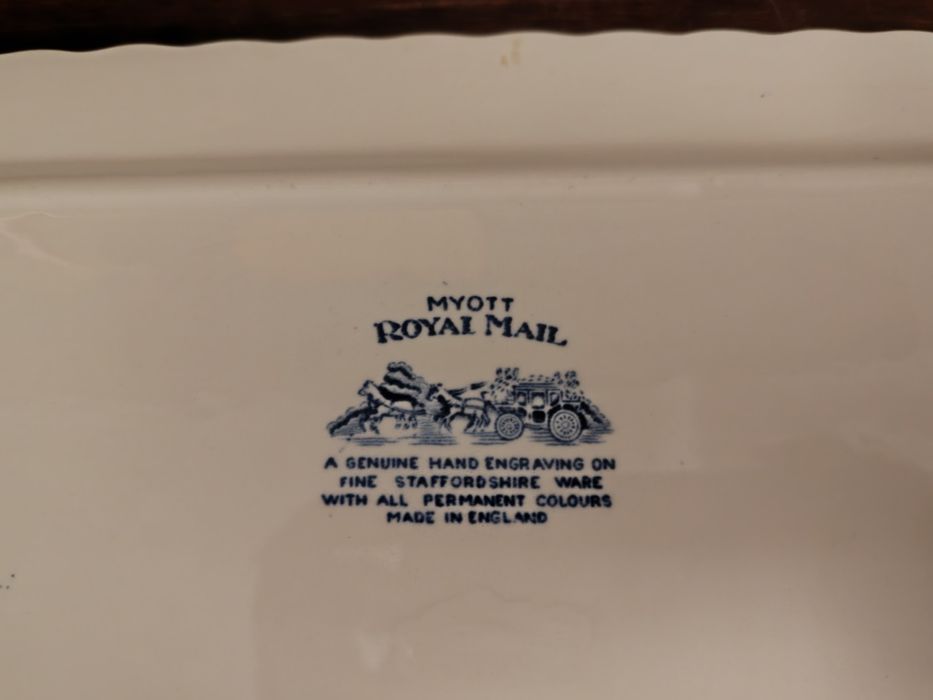 MYOTT
ROYAL MAIL
A GENUINE HAND ENGRAVING ON
FINE STAFFORDSHIRE WARE
WITH ALL PERMANENT COLOURS
MADE IN ENGLAND